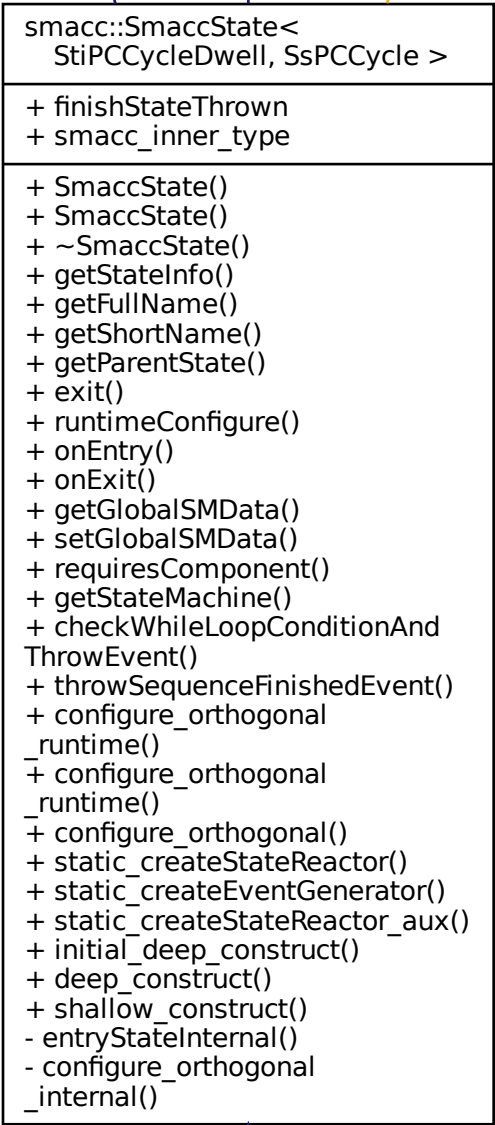 smacc::SmaccState<
StiPCCycleDwell, SsPCCycle >
+ finishStateThrown
+ smacc_inner_type
+ SmaccState()
+ SmaccState()
+ ~SmaccState()
+ getStateInfo()
+ getFullName()
+ getShortName()
+ getParentState()
+ exit()
+ runtimeConfigure()
+ onEntry()
+ onExit()
+ getGlobalSMData()
+ setGlobalSMData()
+ requiresComponent()
+ getStateMachine()
+ checkWhileLoopConditionAnd
ThrowEvent()
+ throwSequenceFinishedEvent()
+ configure_orthogonal
_runtime()
+ configure_orthogonal
_runtime()
+ configure_orthogonal()
+ static_createStateReactor()
+ static_createEventGenerator()
+ static_createStateReactor_aux()
+ initial_deep_construct()
+ deep_construct()
+ shallow_construct()
- entryStateInternal()
- configure_orthogonal
_internal()